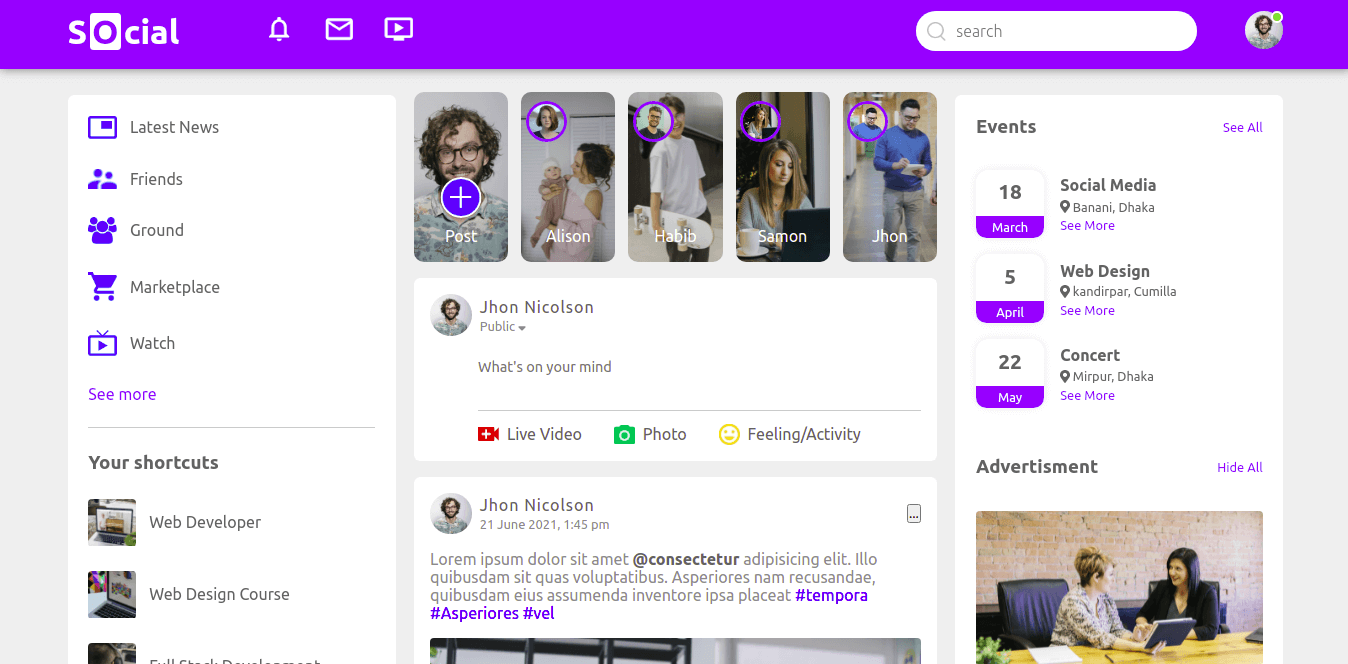 sOcial
search
Latest News
Friends
Ground
Marketplace
Watch
See more
Your shortcuts
Web Developer
Web Design Course
Full Stack Development
Post
Alison
Habib
Samon
Jhon
Jhon Nicolson
Public
What's on your mind
Live Video
Photo
Feeling/Activity
Jhon Nicolson
21 June 2021, 1:45 pm
...
Lorem ipsum dolor sit amet @consectetur adipisicing elit. Illo
quibusdam sit quas voluptatibus. Asperiores nam recusandae,
quibusdam eius assumenda inventore ipsa placeat #tempora
#Asperiores #vel
Events
See All
18
March
Social Media
Banani, Dhaka
See More
5
April
Web Design
kandirpar, Cumilla
See More
22
May
Concert
Mirpur, Dhaka
See More
Advertisment
Hide All